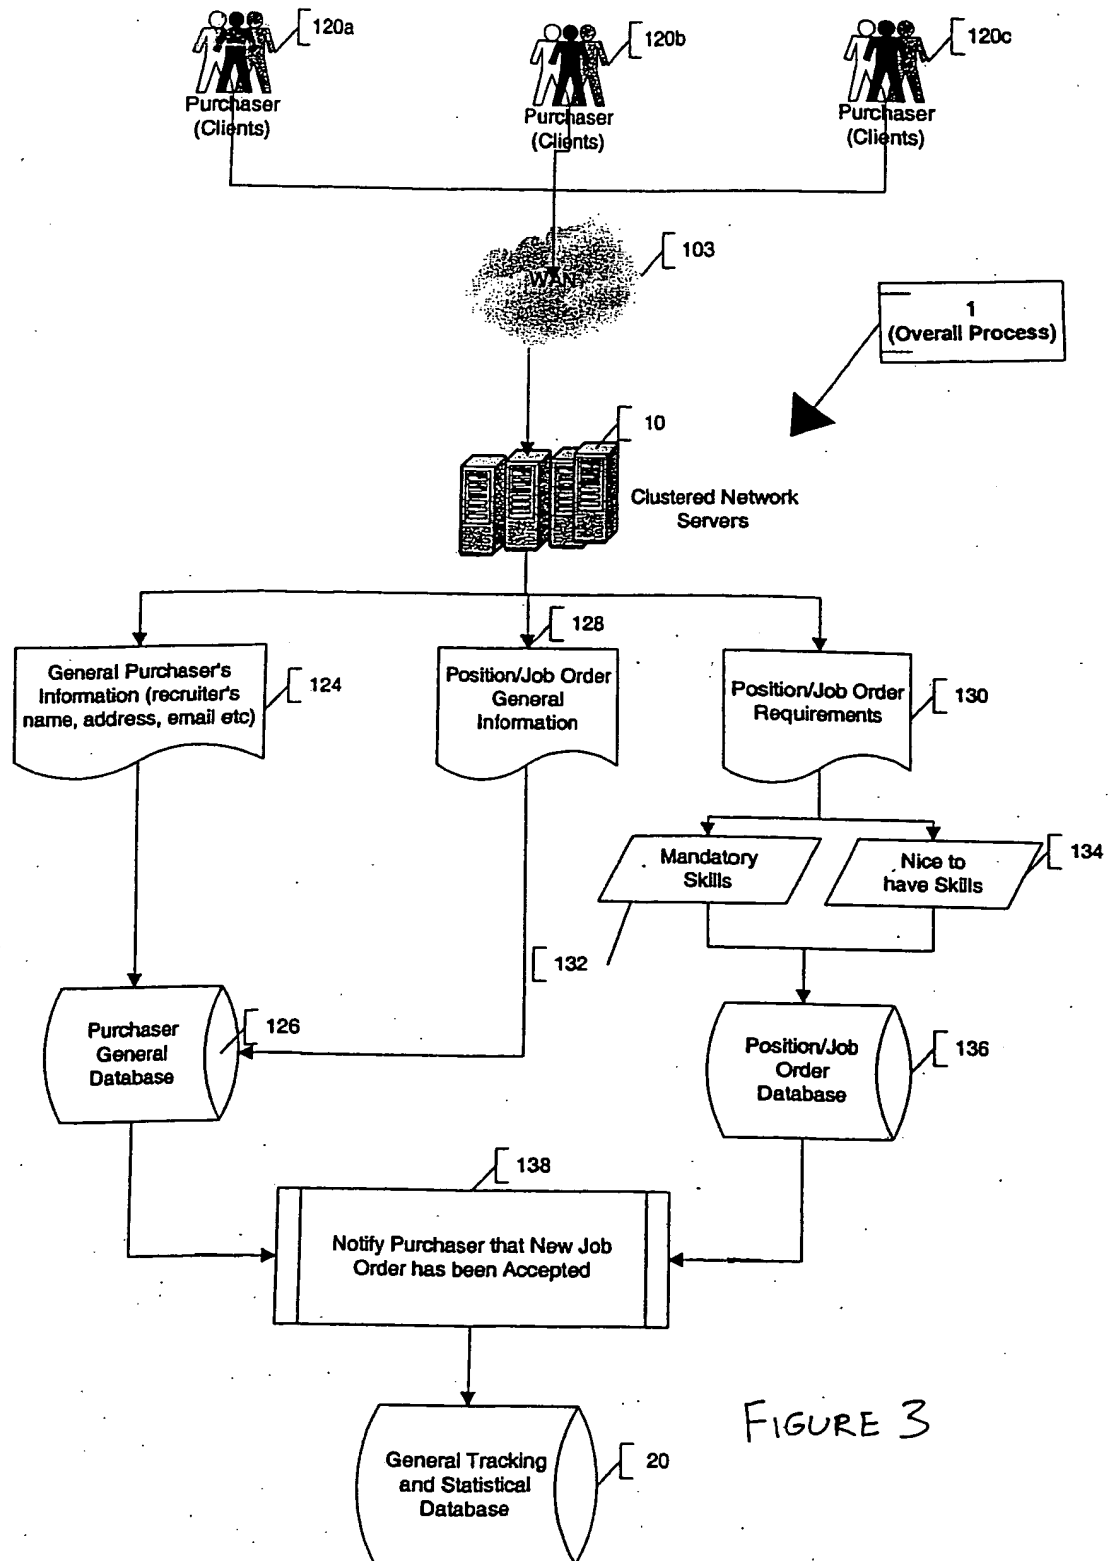 120a
120b
120c
Purchaser
(Clients)
Purchaser
(Clients)
Purchaser
(Clients)
103
WAN
1
(Overall Process)
10
Clustered Network
Servers
128
General Purchaser's
Information (recruiter's
name, address, email etc)
124
Position/Job Order
General
Information
Position/Job Order
Requirements
130
Mandatory
Skills
Nice to
have Skills
134
132
Purchaser
General
Database
126
Position/Job
Order
Database
136
138
Notify Purchaser that New Job
Order has been Accepted
FIGURE 3
General Tracking
and Statistical
Database
20